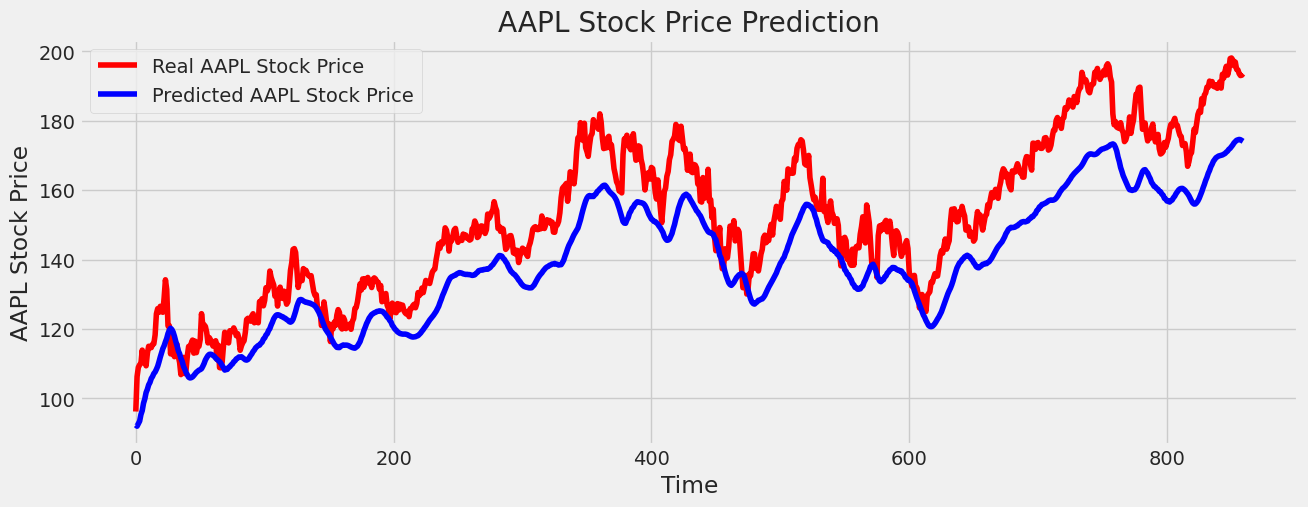 AAPL Stock Price Prediction
Real AAPL Stock Price
Predicted AAPL Stock Price
AAPL Stock Price
200
180
160
140
120
100
0
200
400
600
800
Time